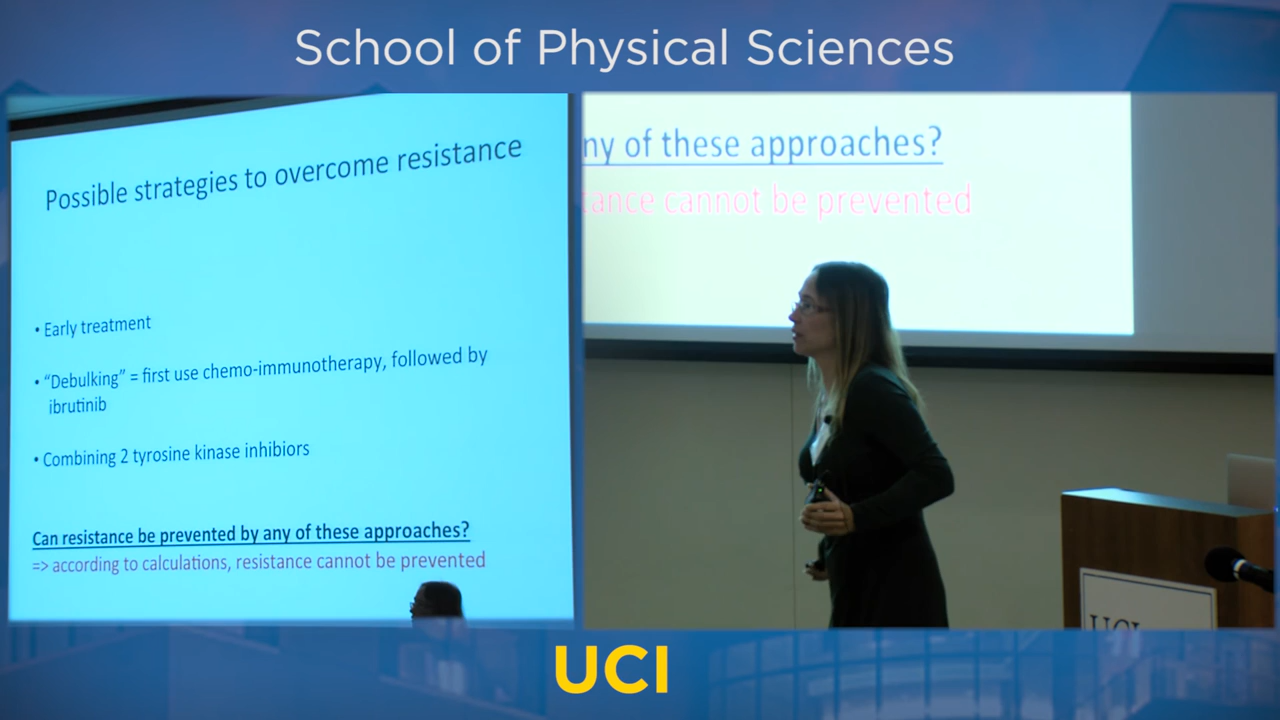 School of Physical Sciences
Possible strategies to overcome resistance
• Early treatment
• “Debulking” = first use chemo-immunotherapy, followed by
ibrutinib
• Combining 2 tyrosine kinase inhibiors
Can resistance be prevented by any of these approaches?
=> according to calculations, resistance cannot be prevented
ny of these approaches?
tance cannot be prevented
UCI
UCI